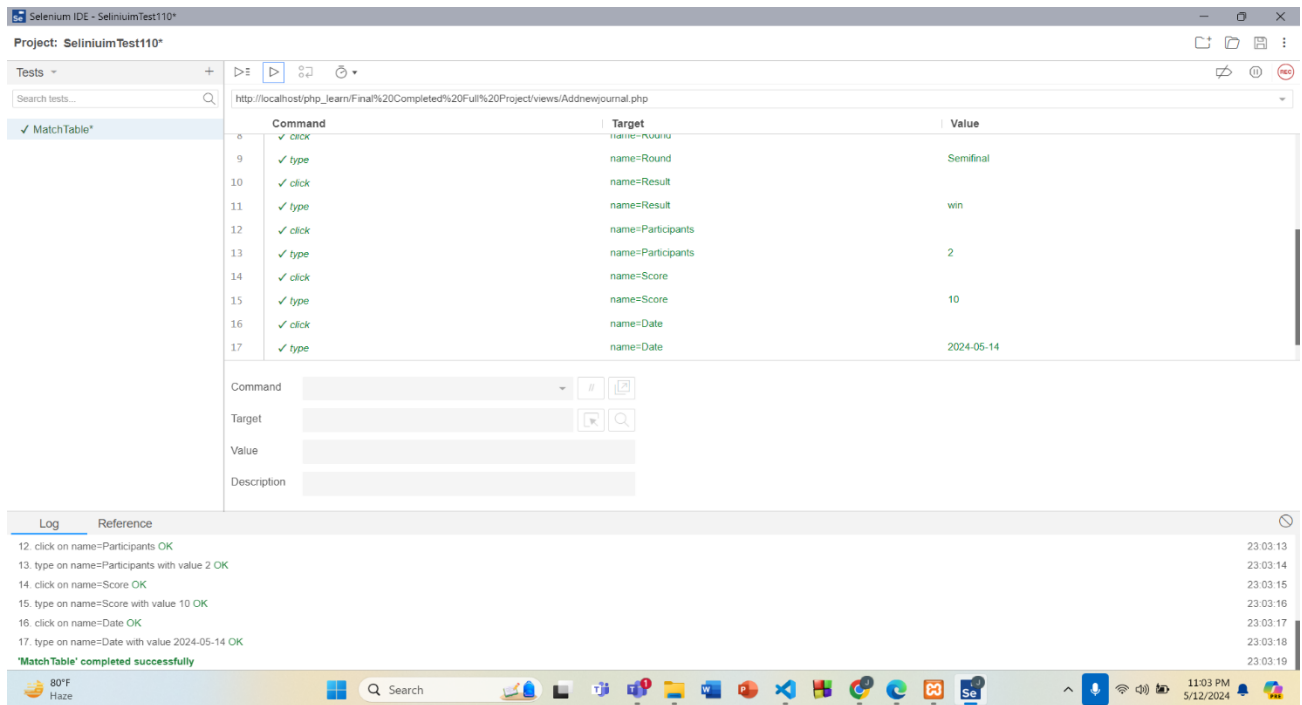 Selenium IDE - SeliniuimTest110*
Project: SeliniuimTest110*
Tests
Search tests...
http://localhost/php_learn/Final%20Completed%20Full%20Project/views/Addnewjournal.php
REC
✓ MatchTable*
Command Target Value
8 ✓ click name=Round
9 ✓ type name=Round Semifinal
10 ✓ click name=Result
11 ✓ type name=Result win
12 ✓ click name=Participants
13 ✓ type name=Participants 2
14 ✓ click name=Score
15 ✓ type name=Score 10
16 ✓ click name=Date
17 ✓ type name=Date 2024-05-14
Command
//
Target
Value
Description
Log Reference
12. click on name=Participants OK 23:03:13
13. type on name=Participants with value 2 OK 23:03:14
14. click on name=Score OK 23:03:15
15. type on name=Score with value 10 OK 23:03:16
16. click on name=Date OK 23:03:17
17. type on name=Date with value 2024-05-14 OK 23:03:18
'MatchTable' completed successfully 23:03:19
80°F
Haze
Search
11:03 PM
5/12/2024